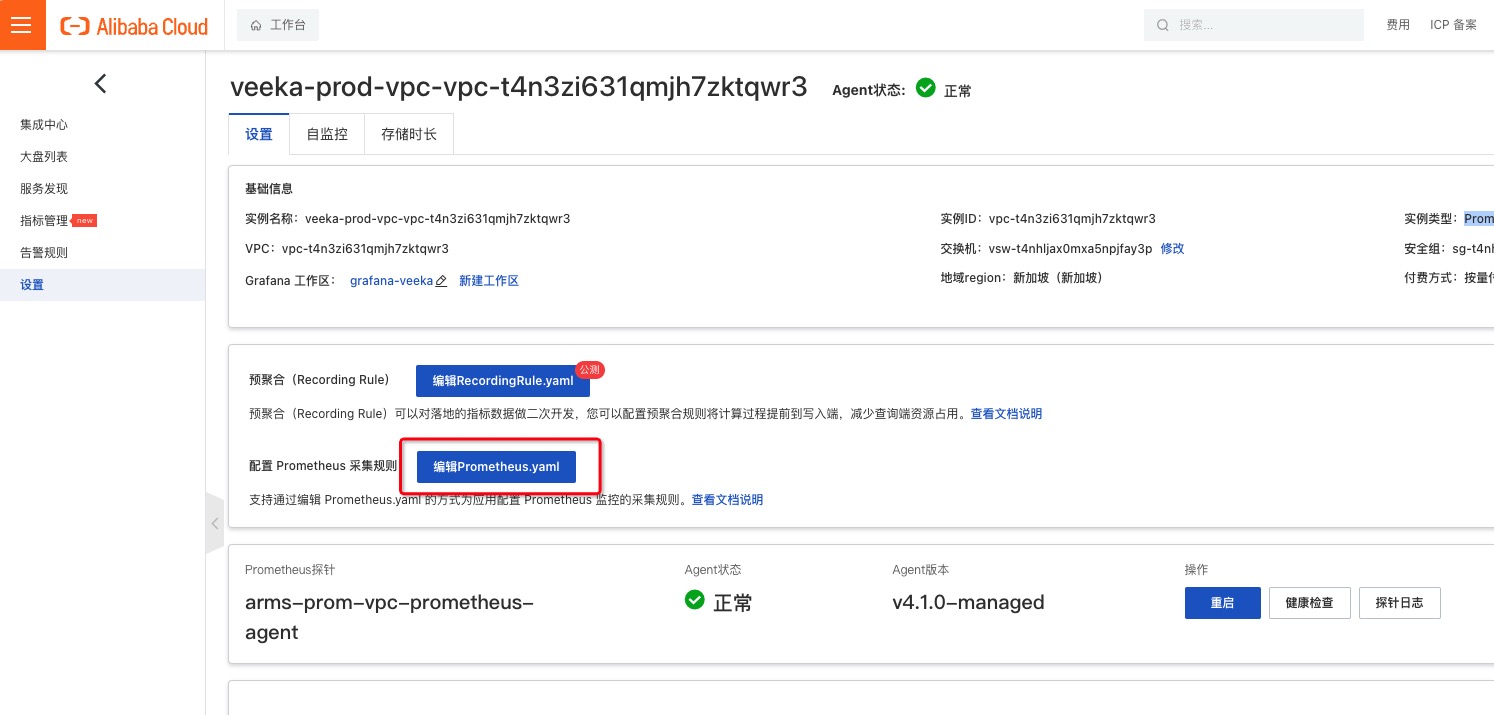 Alibaba Cloud
工作台
搜索...
费用
ICP 备案
集成中心
大盘列表
服务发现
指标管理 new
告警规则
设置
veeka-prod-vpc-vpc-t4n3zi631qmjh7zktqwr3
Agent状态: 正常
设置
自监控
存储时长
基础信息
实例名称：veeka-prod-vpc-vpc-t4n3zi631qmjh7zktqwr3
实例ID：vpc-t4n3zi631qmjh7zktqwr3
实例类型：Prom
VPC：vpc-t4n3zi631qmjh7zktqwr3
交换机：vsw-t4nhljax0mxa5npjfay3p 修改
安全组：sg-t4nh
Grafana 工作区： grafana-veeka 新建工作区
地域region：新加坡（新加坡）
付费方式：按量付
预聚合（Recording Rule）
编辑RecordingRule.yaml
公测
预聚合（Recording Rule）可以对落地的指标数据做二次开发，您可以配置预聚合规则将计算过程提前到写入端，减少查询端资源占用。查看文档说明
配置 Prometheus 采集规则
编辑Prometheus.yaml
支持通过编辑 Prometheus.yaml 的方式为应用配置 Prometheus 监控的采集规则。查看文档说明
Prometheus探针
Agent状态
Agent版本
操作
arms-prom-vpc-prometheus-
agent
正常
v4.1.0-managed
重启
健康检查
探针日志